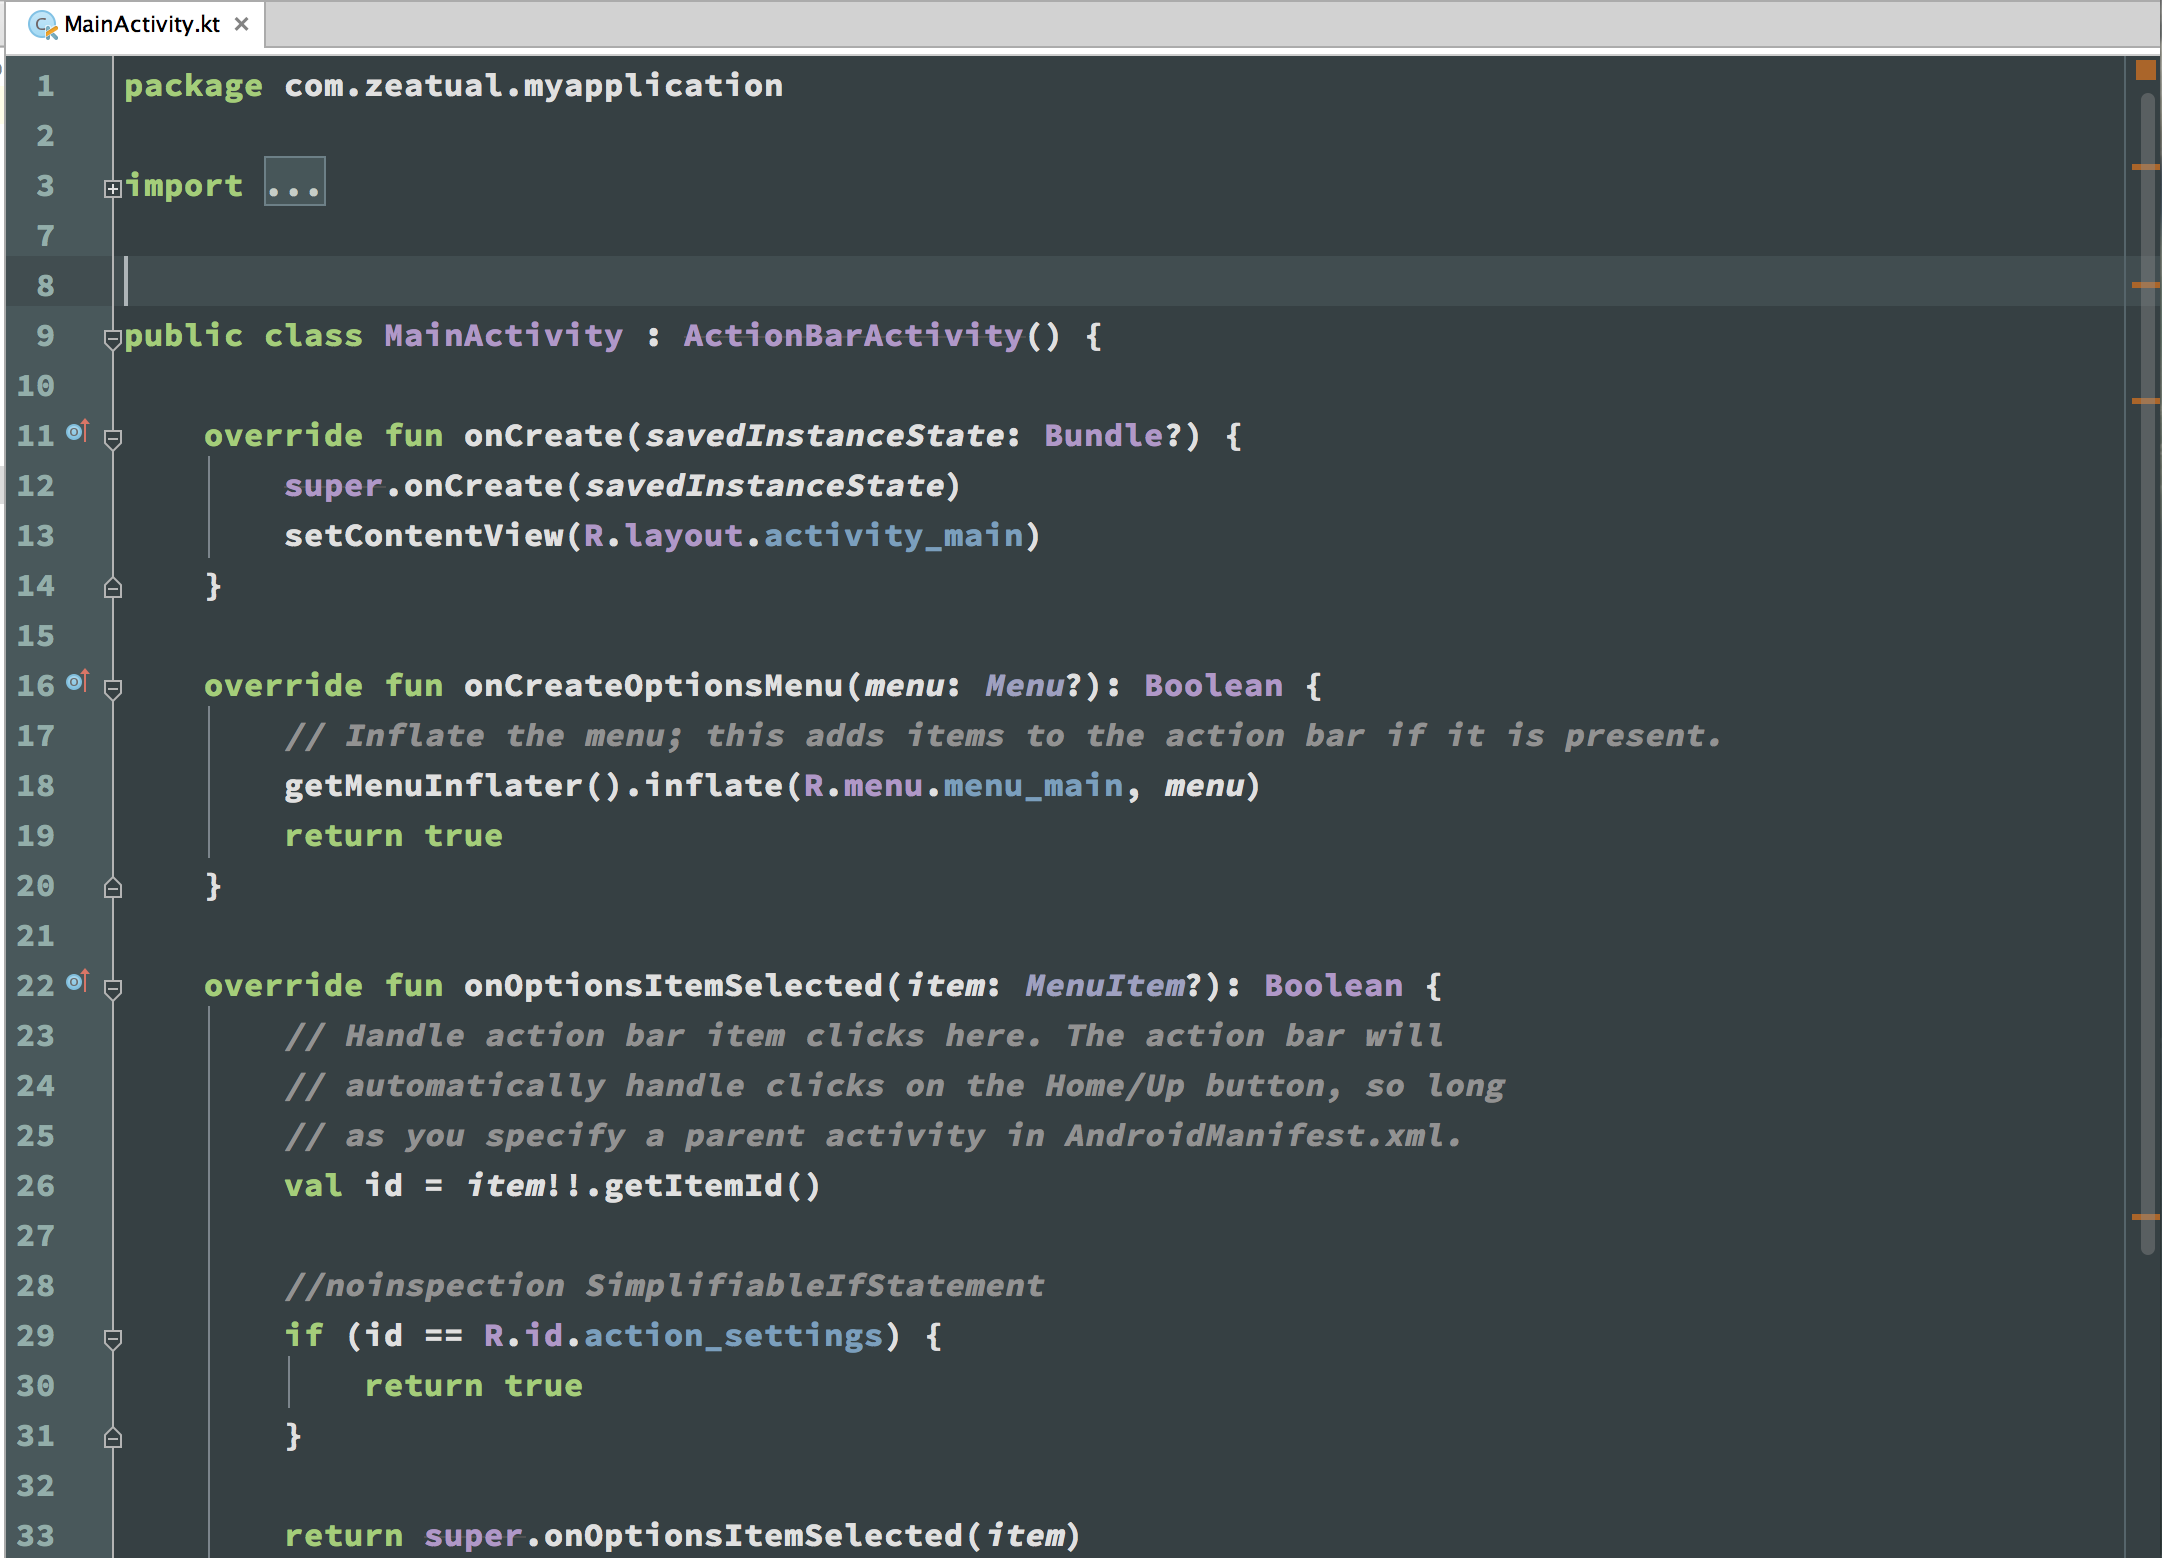 MainActivity.kt
1 package com.zeatual.myapplication
2
3 import ...
7
8
9 public class MainActivity : ActionBarActivity() {
10
11     override fun onCreate(savedInstanceState: Bundle?) {
12         super.onCreate(savedInstanceState)
13         setContentView(R.layout.activity_main)
14     }
15
16     override fun onCreateOptionsMenu(menu: Menu?): Boolean {
17         // Inflate the menu; this adds items to the action bar if it is present.
18         getMenuInflater().inflate(R.menu.menu_main, menu)
19         return true
20     }
21
22     override fun onOptionsItemSelected(item: MenuItem?): Boolean {
23         // Handle action bar item clicks here. The action bar will
24         // automatically handle clicks on the Home/Up button, so long
25         // as you specify a parent activity in AndroidManifest.xml.
26         val id = item!!.getItemId()
27
28         //noinspection SimplifiableIfStatement
29         if (id == R.id.action_settings) {
30             return true
31         }
32
33         return super.onOptionsItemSelected(item)